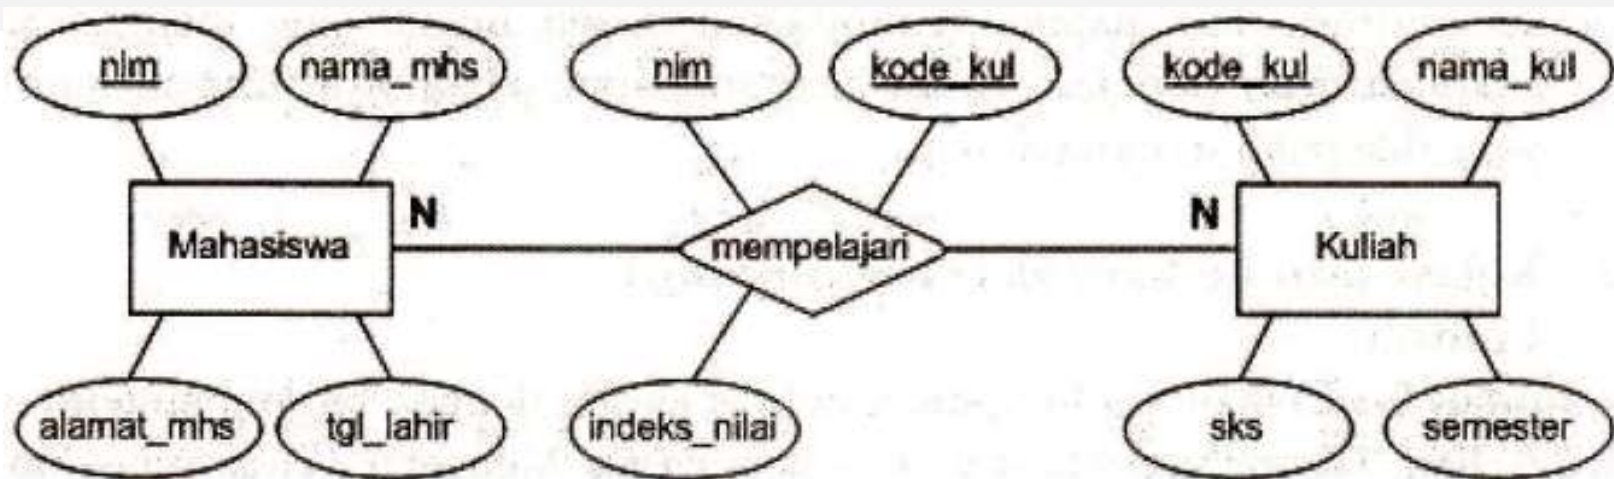 nim
nama_mhs
nim
kode_kul
kode_kul
nama_kul
N
N
Mahasiswa
mempelajari
Kuliah
alamat_mhs
tgl_lahir
indeks_nilai
sks
semester